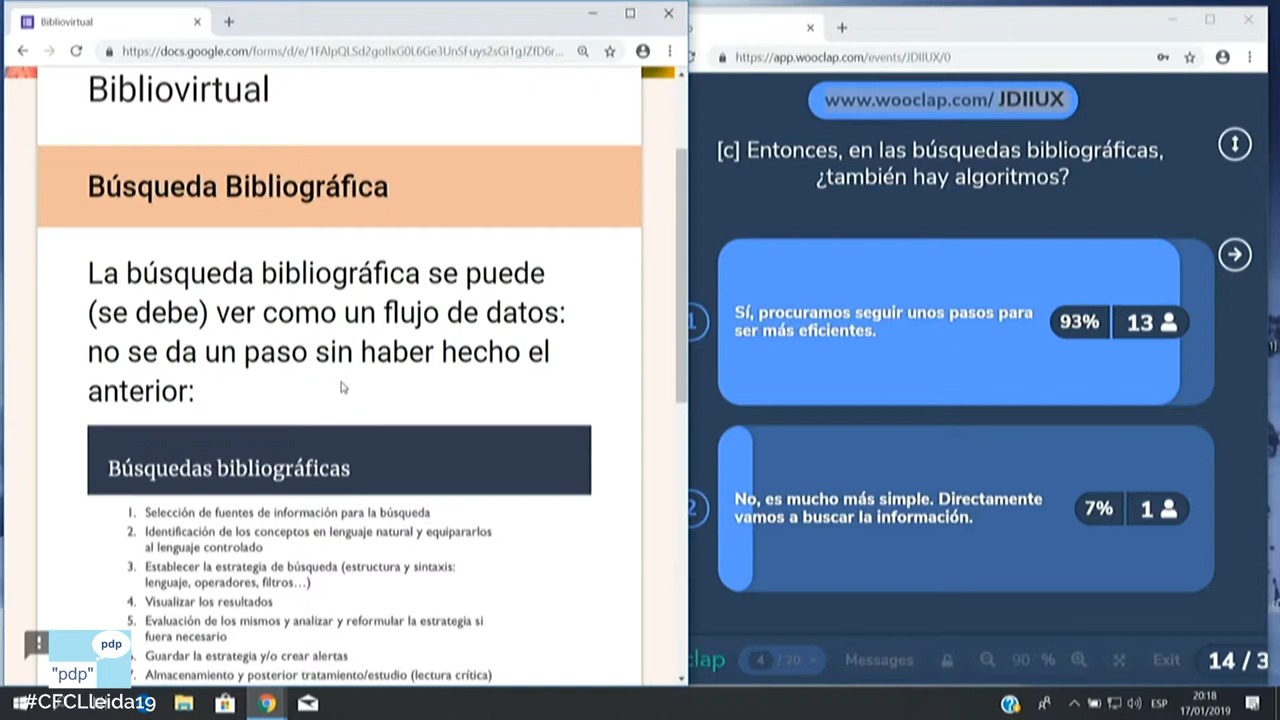 Bibliovirtual
https://docs.google.com/forms/d/e/
Bibliovirtual
Búsqueda Bibliográfica
La búsqueda bibliográfica se puede
(se debe) ver como un flujo de datos:
no se da un paso sin haber hecho el
anterior:
Búsquedas bibliográficas
1. Selección de fuentes de información para la búsqueda
2. Identificación de los conceptos en lenguaje natural y equipararlos
al lenguaje controlado
3. Establecer la estrategia de búsqueda (estructura y sintaxis:
lenguaje, operadores, filtros...)
4. Visualizar los resultados
5. Evaluación de los mismos y analizar y reformular la estrategia si
fuera necesario
Guardar la estrategia y/o crear alertas
Almacenamiento y posterior tratamiento/estudio (lectura crítica)
pdp
"pdp"
#CFCLleida19
https://app.wooclap.com/events/JDIIUX/0
www.wooclap.com/ JDIIUX
[c] Entonces, en las búsquedas bibliográficas,
¿también hay algoritmos?
1
Sí, procuramos seguir unos pasos para
ser más eficientes.
93% 13
2
No, es mucho más simple. Directamente
vamos a buscar la información.
7% 1
clap 4 / 20 Messages 90 % Exit 14 / 3
ESP
20:18
17/01/2019